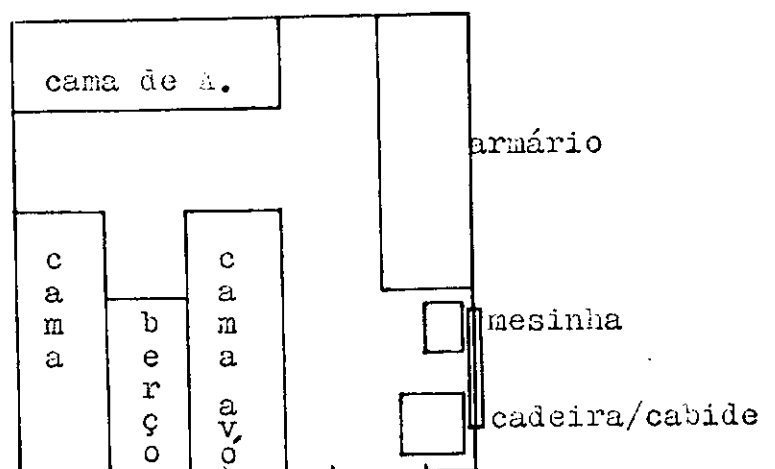 cama de A.
armário
cama
berço
cama avó
mesinha
cadeira/cabide